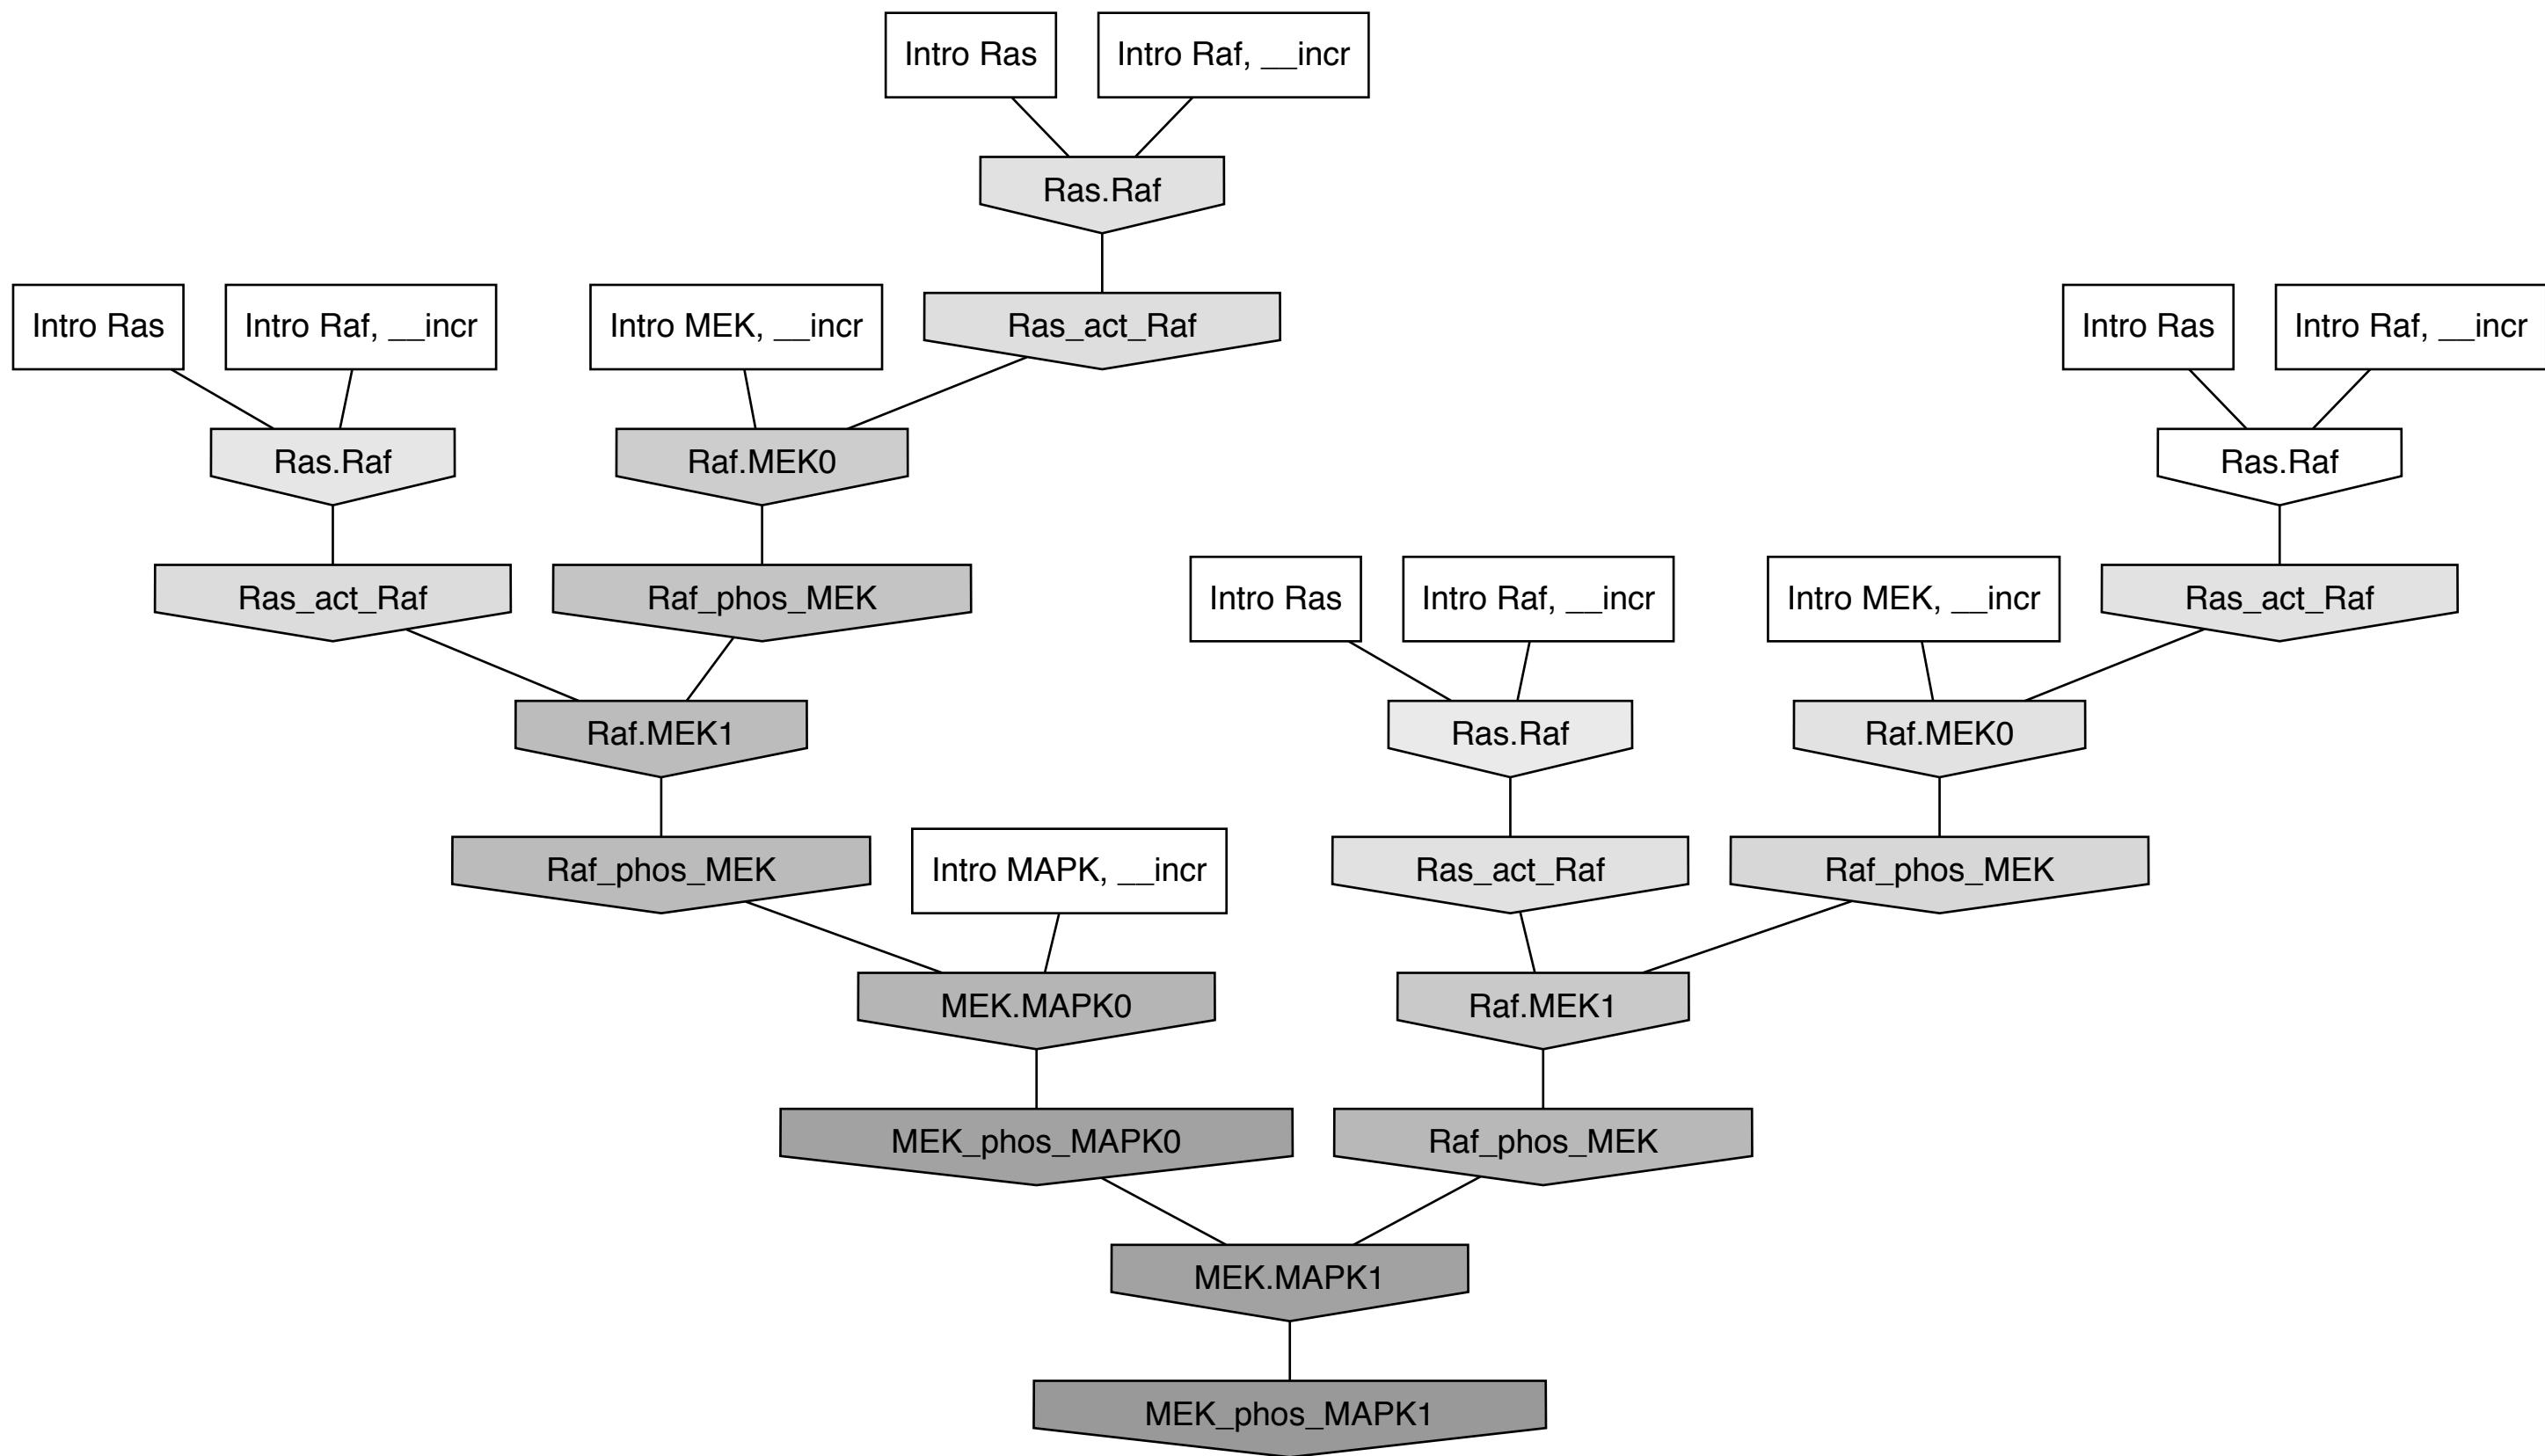 Intro Ras
Intro Raf, __incr
Ras.Raf
Intro Ras
Intro Raf, __incr
Intro MEK, __incr
Ras_act_Raf
Intro Ras
Intro Raf, __incr
Ras.Raf
Raf.MEK0
Ras.Raf
Ras_act_Raf
Raf_phos_MEK
Intro Ras
Intro Raf, __incr
Intro MEK, __incr
Ras_act_Raf
Raf.MEK1
Ras.Raf
Raf.MEK0
Raf_phos_MEK
Intro MAPK, __incr
Ras_act_Raf
Raf_phos_MEK
MEK.MAPK0
Raf.MEK1
MEK_phos_MAPK0
Raf_phos_MEK
MEK.MAPK1
MEK_phos_MAPK1